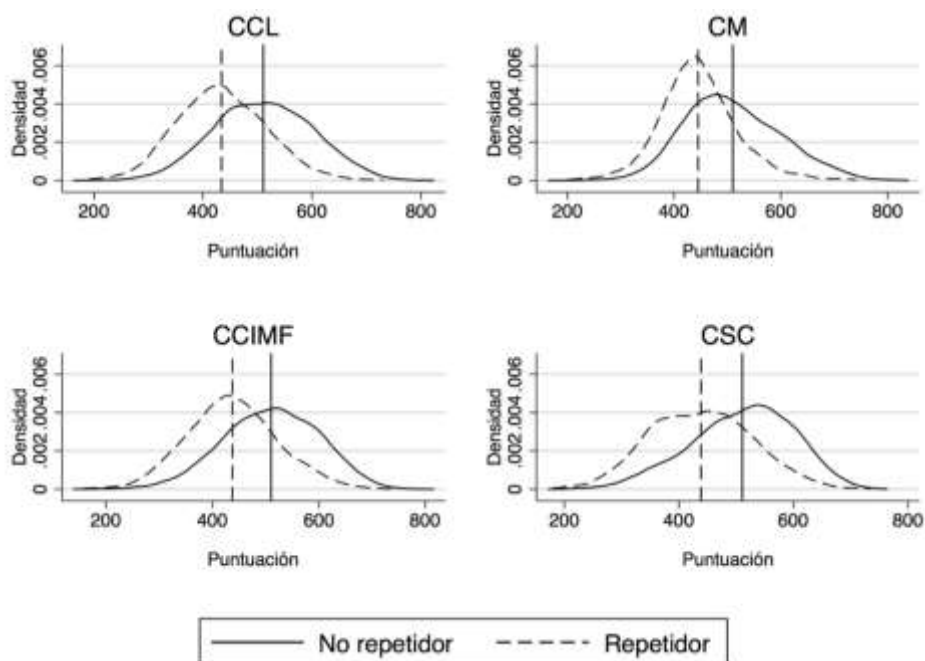 CCL
Densidad
0 .002 .004 .006
200 400 600 800
Puntuación
CM
Densidad
0 .002 .004 .006
200 400 600 800
Puntuación
CCIMF
Densidad
0 .002 .004 .006
200 400 600 800
Puntuación
CSC
Densidad
0 .002 .004 .006
200 400 600 800
Puntuación
No repetidor Repetidor